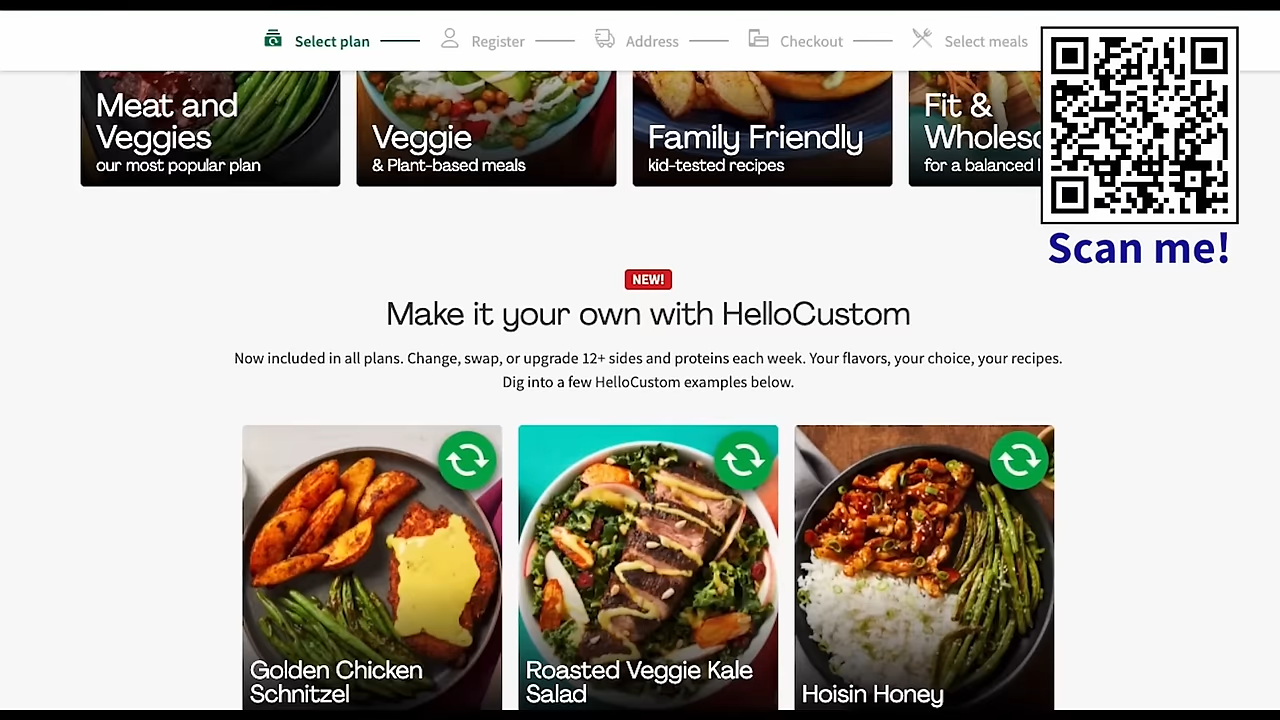 Select plan
Register
Address
Checkout
Select meals
Meat and
Veggies
our most popular plan
Veggie
& Plant-based meals
Family Friendly
kid-tested recipes
Fit &
for a balanced
Scan me!
NEW!
Make it your own with HelloCustom
Now included in all plans. Change, swap, or upgrade 12+ sides and proteins each week. Your flavors, your choice, your recipes.
Dig into a few HelloCustom examples below.
Golden Chicken
Schnitzel
Roasted Veggie Kale
Salad
Hoisin Honey